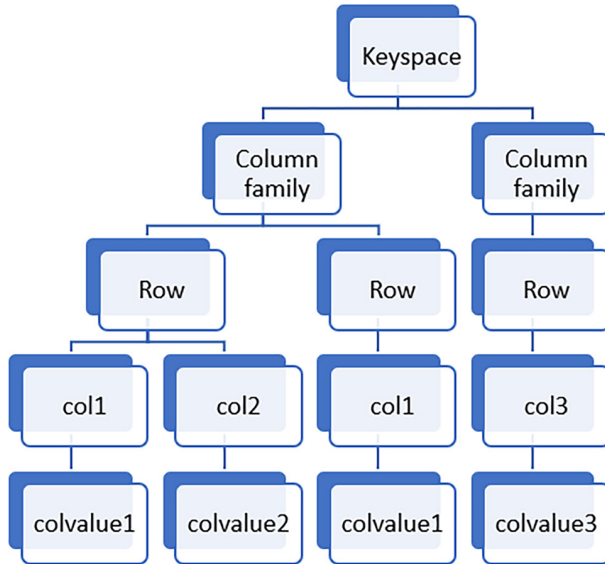 Keyspace
Column
family
Column
family
Row
Row
Row
col1
col2
col1
col3
colvalue1
colvalue2
colvalue1
colvalue3